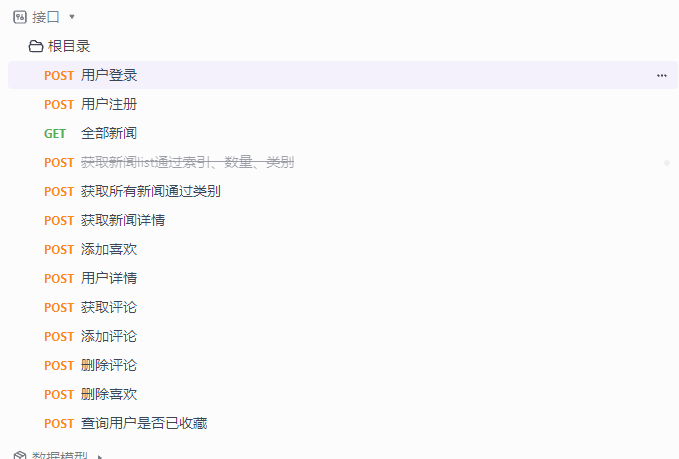 接口
根目录
POST 用户登录
POST 用户注册
GET 全部新闻
POST 获取新闻list通过索引、数量、类别
POST 获取所有新闻通过类别
POST 获取新闻详情
POST 添加喜欢
POST 用户详情
POST 获取评论
POST 添加评论
POST 删除评论
POST 删除喜欢
POST 查询用户是否已收藏
数据模型